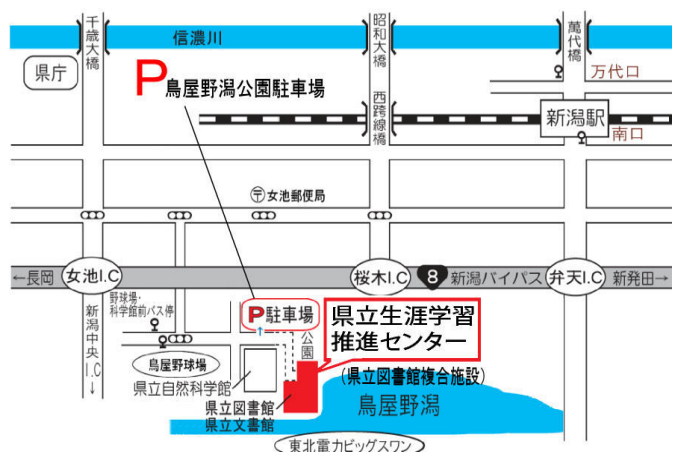 千歳大橋
信濃川
昭和大橋
萬代橋
県庁
P鳥屋野潟公園駐車場
万代口
西跨線橋
新潟駅
南口
〒女池郵便局
←長岡
女池I.C
桜木I.C
8
新潟バイパス
弁天I.C
新発田→
新潟中央I.C→
野球場・
科学館前バス停
P駐車場
公園
県立生涯学習
推進センター
(県立図書館複合施設)
鳥屋野球場
県立自然科学館
県立図書館
県立文書館
鳥屋野潟
東北電力ビッグスワン